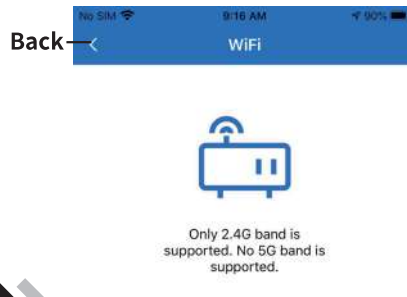 No SIM 9:16 AM 90%
Back
WiFi
Only 2.4G band is
supported. No 5G band is
supported.